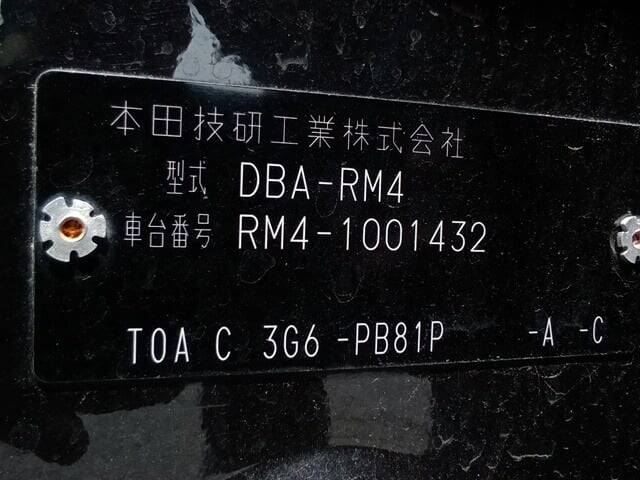 本田技研工業株式会社
型式 DBA-RM4
車台番号 RM4-1001432
TOA C 3G6 -PB81P -A -C